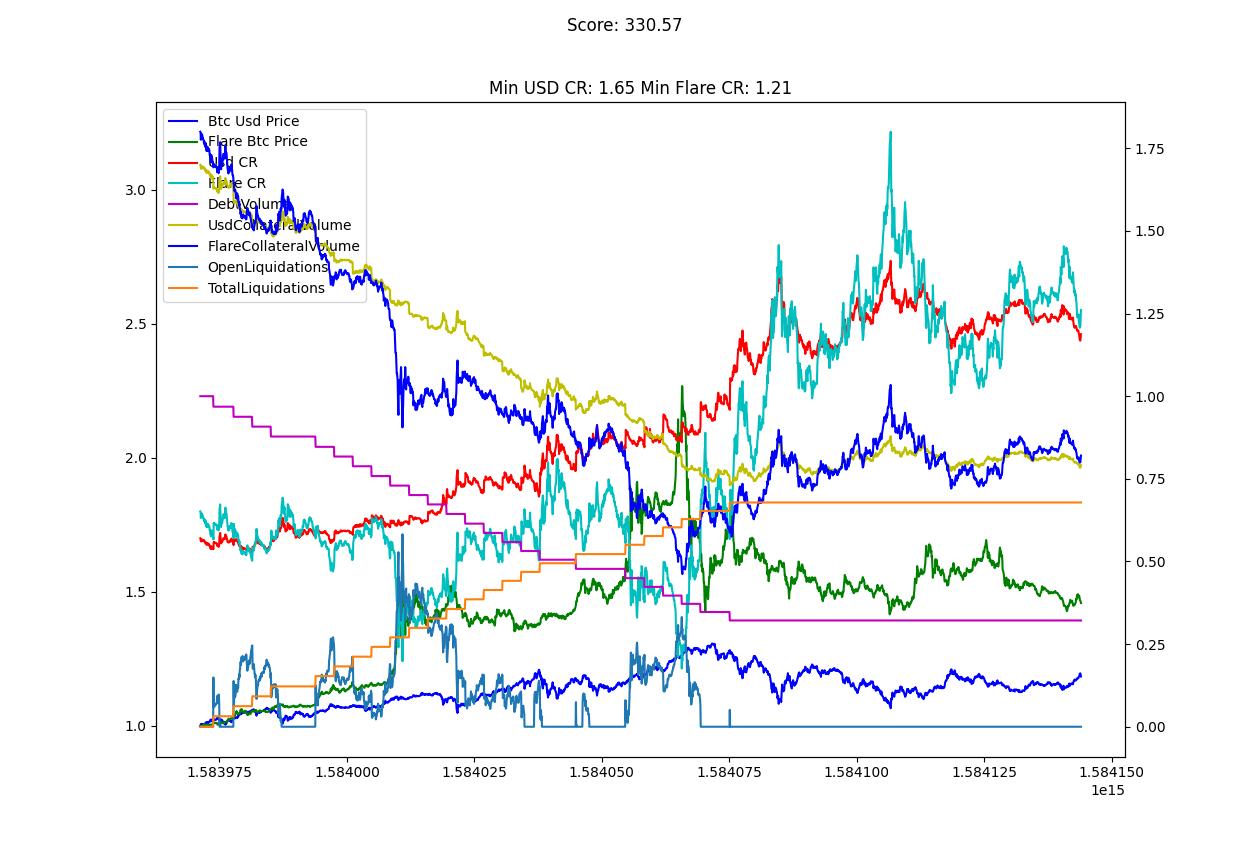 Score: 330.57
Min USD CR: 1.65 Min Flare CR: 1.21
Btc Usd Price
Flare Btc Price
Usd CR
Flare CR
DebtVolume
UsdCollateralVolume
FlareCollateralVolume
OpenLiquidations
TotalLiquidations
3.0
2.5
2.0
1.5
1.0
1.75
1.50
1.25
1.00
0.75
0.50
0.25
0.00
1.583975 1.584000 1.584025 1.584050 1.584075 1.584100 1.584125 1.584150
1e15